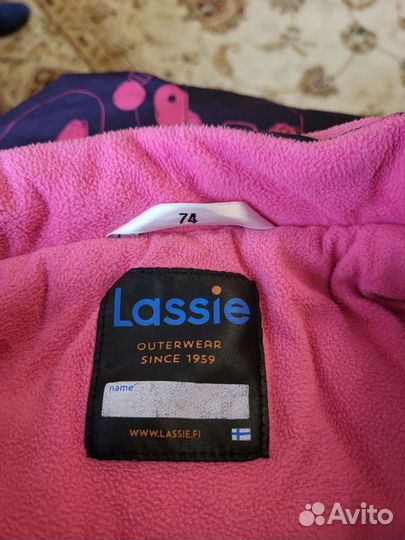 74
Lassie
OUTERWEAR
SINCE 1959
name
WWW.LASSIE.FI
Avito